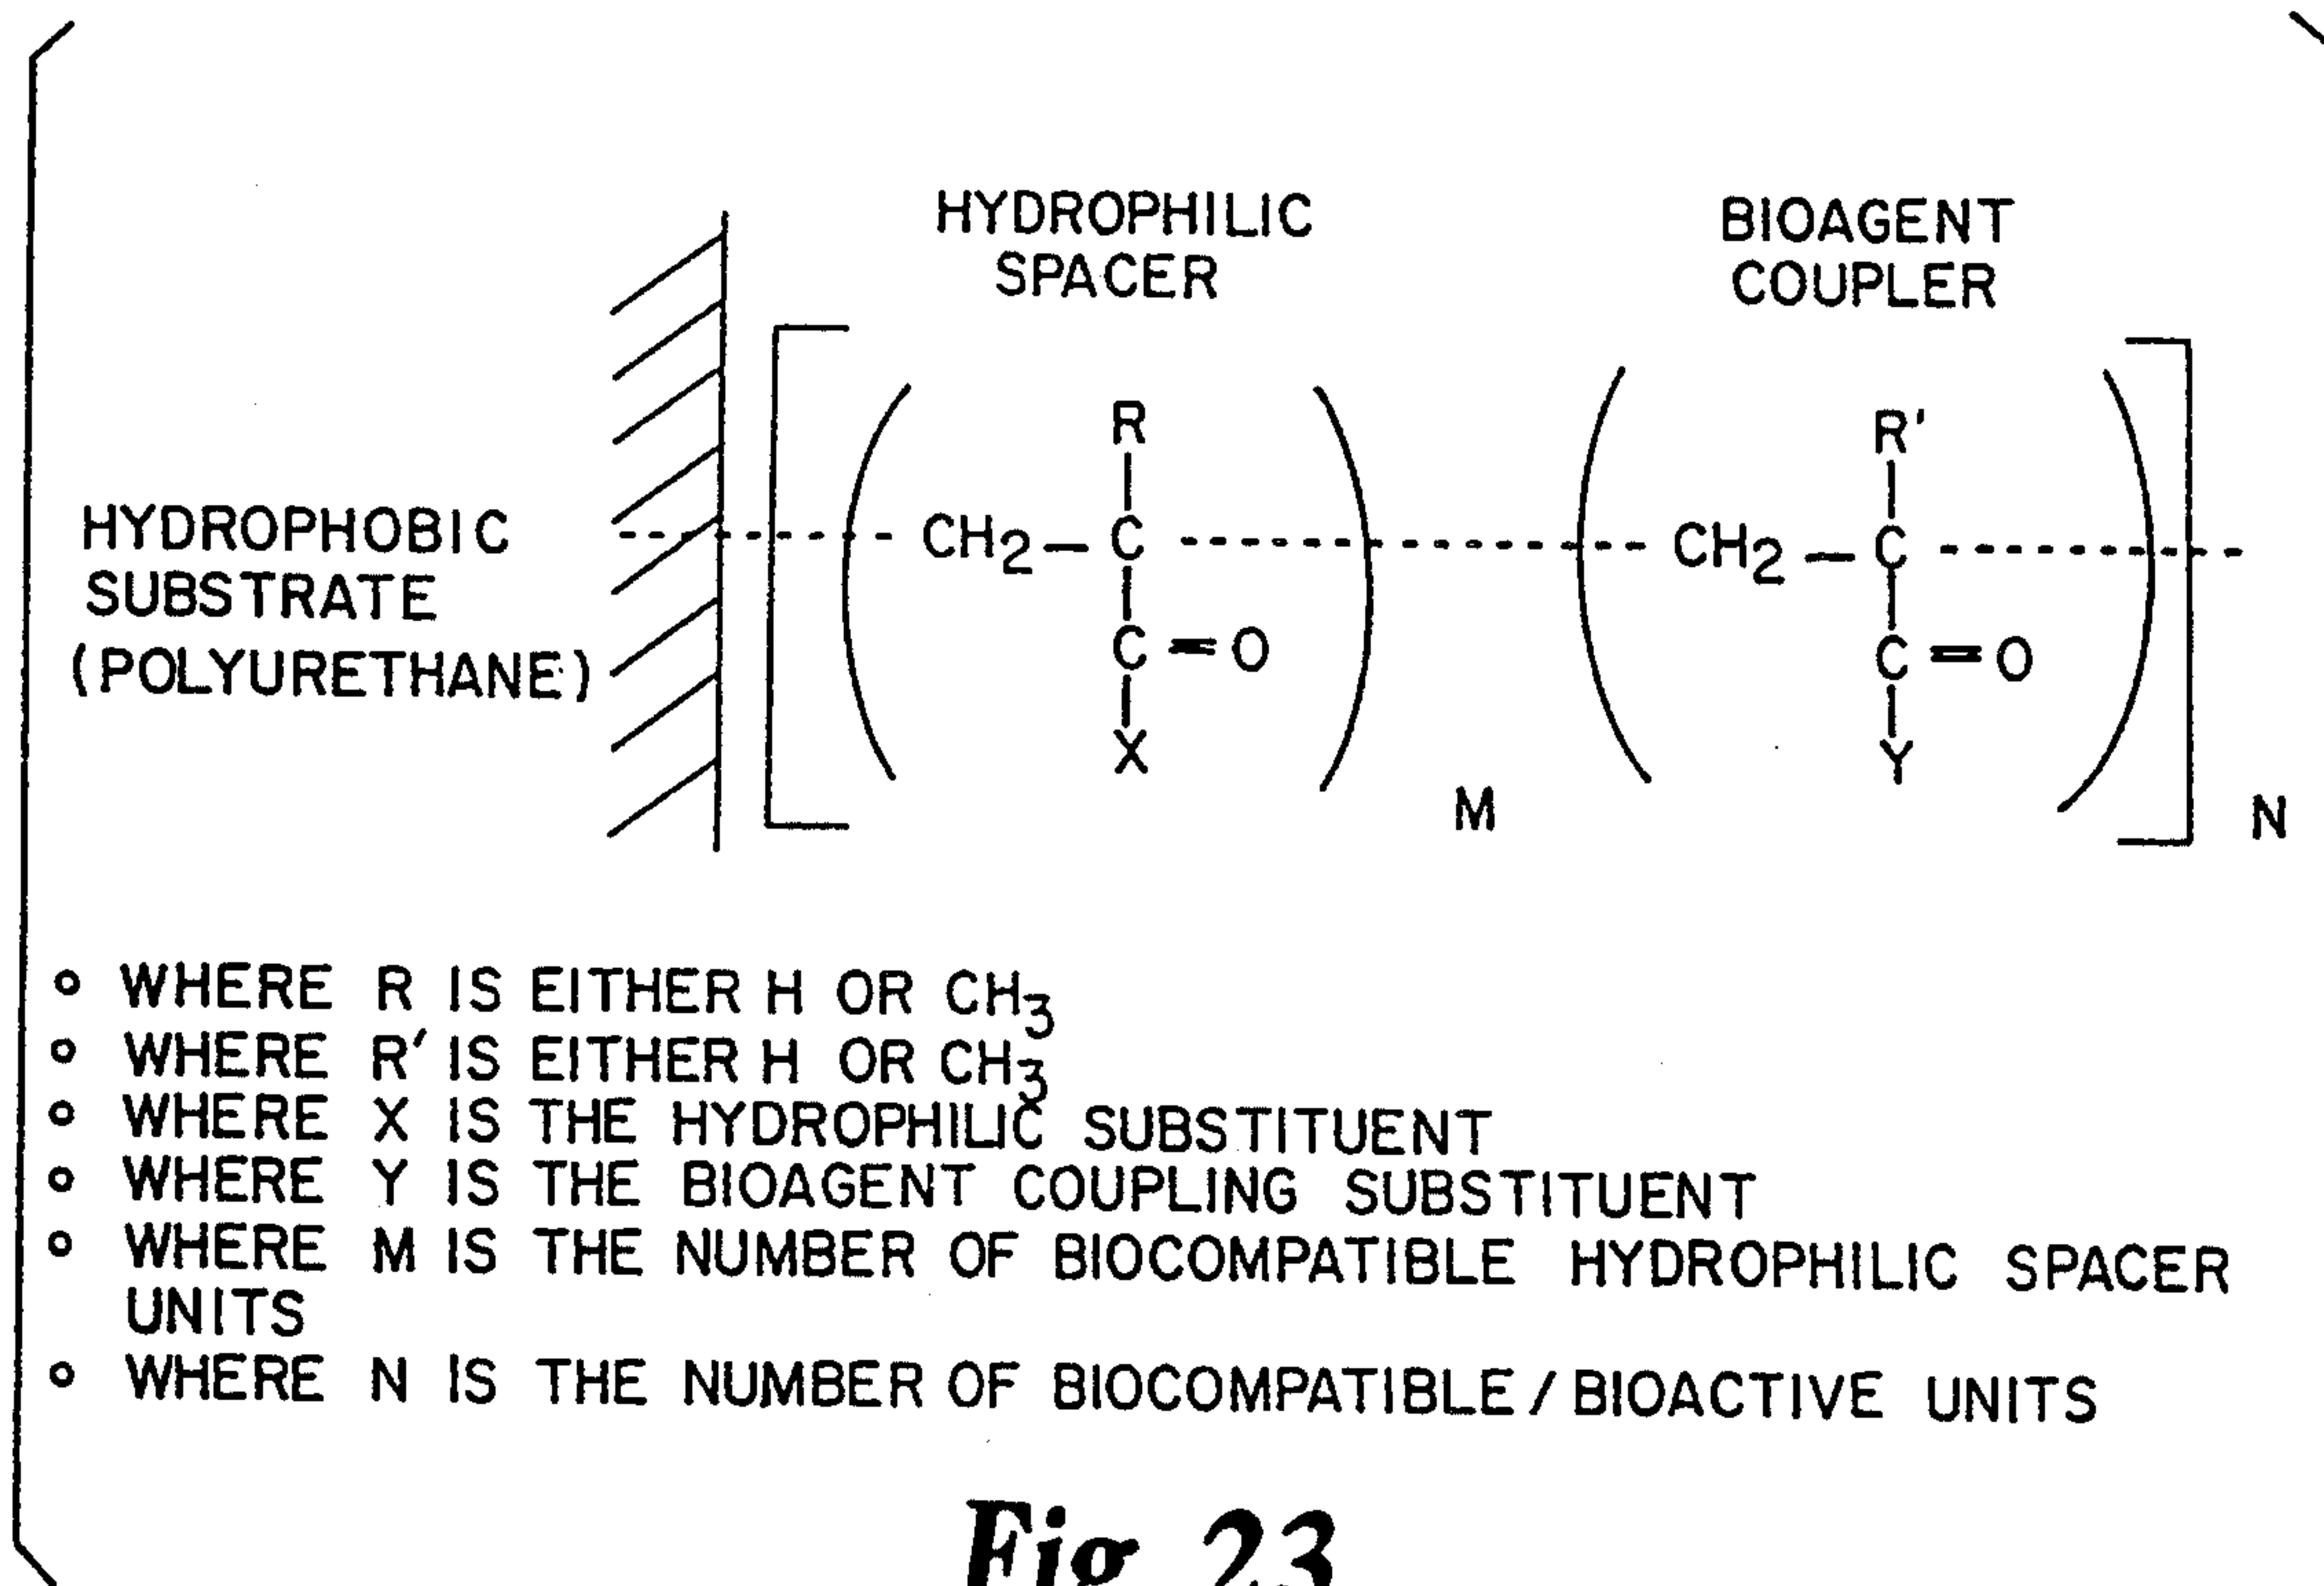 HYDROPHILIC
SPACER
BIOAGENT
COUPLER
HYDROPHOBIC
SUBSTRATE
(POLYURETHANE)
R
CH2—C
C=O
X
M
R'
CH2—C
C=O
Y
N
° WHERE R IS EITHER H OR CH3
° WHERE R' IS EITHER H OR CH3
° WHERE X IS THE HYDROPHILIC SUBSTITUENT
° WHERE Y IS THE BIOAGENT COUPLING SUBSTITUENT
° WHERE M IS THE NUMBER OF BIOCOMPATIBLE HYDROPHILIC SPACER
UNITS
° WHERE N IS THE NUMBER OF BIOCOMPATIBLE/BIOACTIVE UNITS
Fig 23